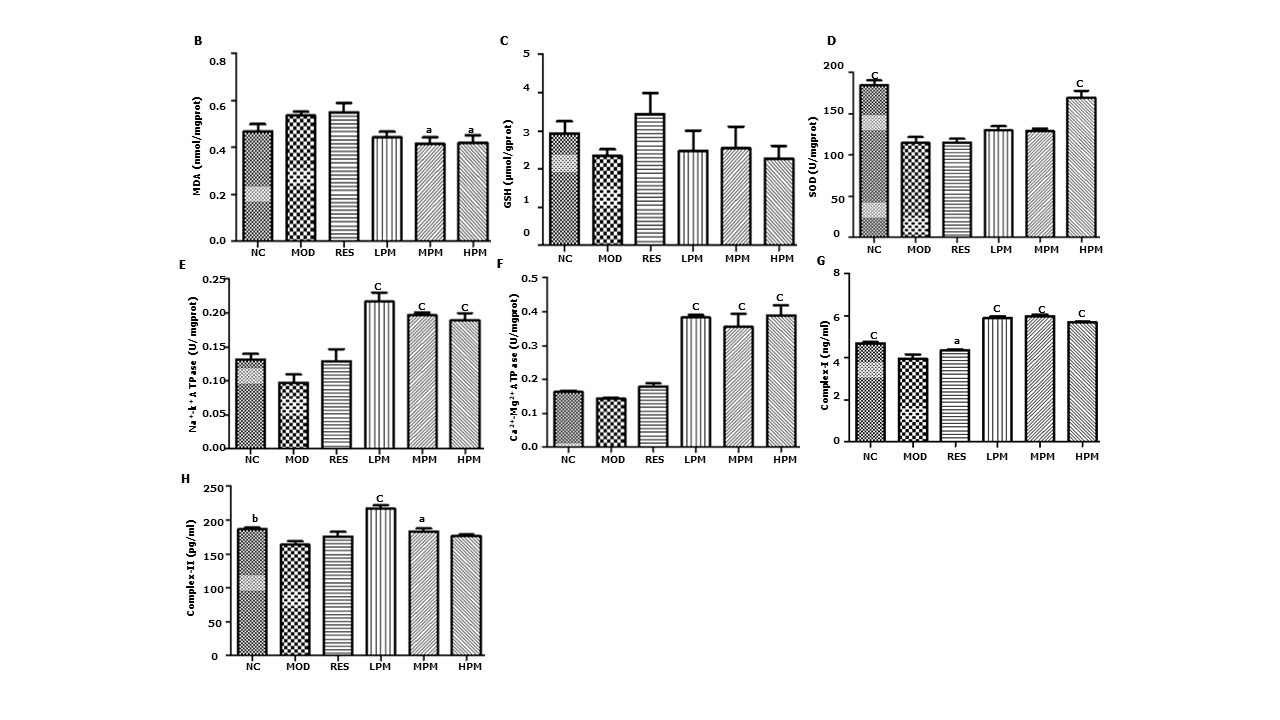 B
MDA (nmol/mgprot)
0.8
0.6
0.4
0.2
0.0
a
a
NC MOD RES LPM MPM HPM
C
GSH (μmol/gprot)
5
4
3
2
1
0
NC MOD RES LPM MPM HPM
D
SOD (U/mgprot)
200
150
100
50
0
C
C
NC MOD RES LPM MPM HPM
E
Na⁺-k⁺ATPase (U/mgprot)
0.25
0.20
0.15
0.10
0.05
0.00
C
C
C
NC MOD RES LPM MPM HPM
F
Ca²⁺-Mg²⁺ATPase (U/mgprot)
0.5
0.4
0.3
0.2
0.1
0.0
C
C
C
NC MOD RES LPM MPM HPM
G
Complex-I (ng/ml)
8
6
4
2
0
C
a
C
C
C
NC MOD RES LPM MPM HPM
H
Complex-II (pg/ml)
250
200
150
100
50
0
b
C
a
NC MOD RES LPM MPM HPM